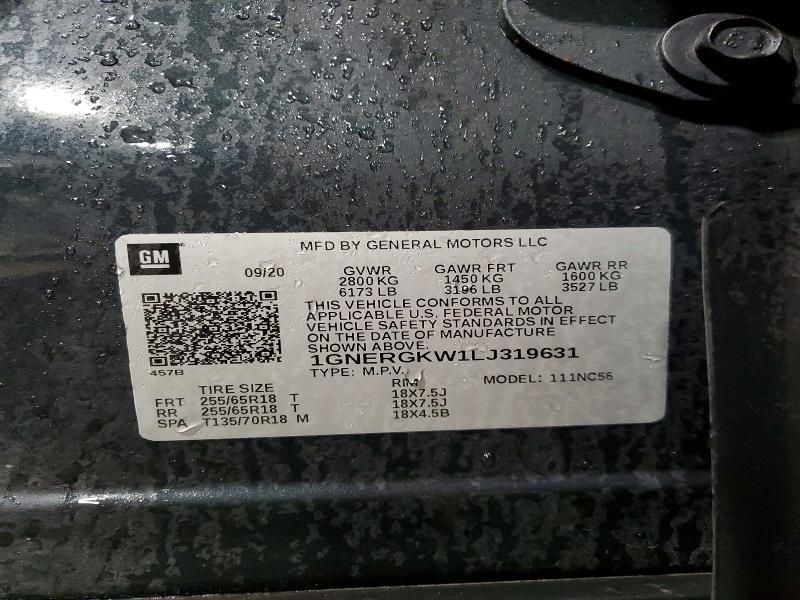 GM
MFD BY GENERAL MOTORS LLC
09/20 GVWR GAWR FRT GAWR RR
2800 KG 1450 KG 1600 KG
6173 LB 3196 LB 3527 LB
THIS VEHICLE CONFORMS TO ALL
APPLICABLE U.S. FEDERAL MOTOR
VEHICLE SAFETY STANDARDS IN EFFECT
ON THE DATE OF MANUFACTURE
SHOWN ABOVE.
1GNERGKW1LJ319631
457B
TYPE: M.P.V. MODEL: 111NC56
TIRE SIZE RIM
FRT 255/65R18 T 18X7.5J
RR 255/65R18 T 18X7.5J
SPA T135/70R18 M 18X4.5B